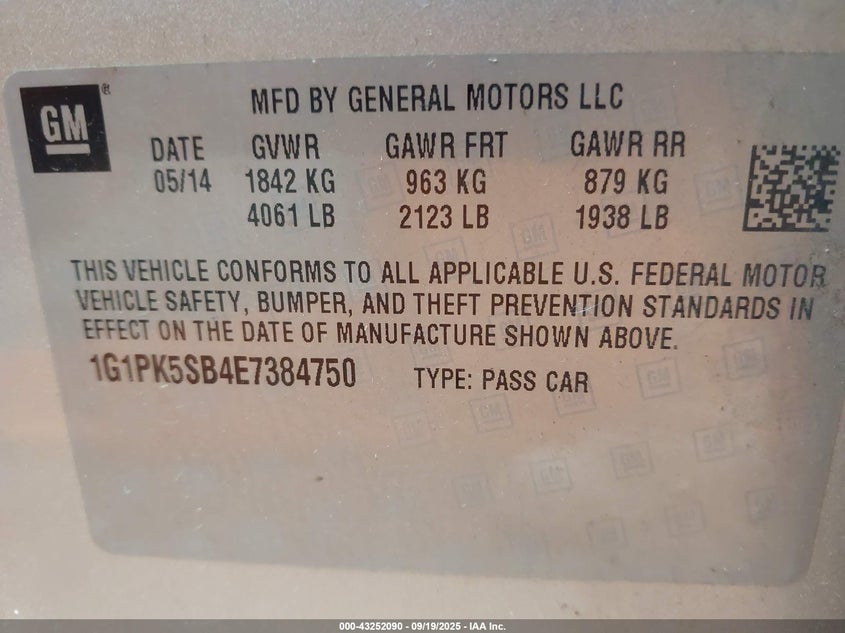 GM®
MFD BY GENERAL MOTORS LLC
DATE GVWR GAWR FRT GAWR RR
05/14 1842 KG 963 KG 879 KG
4061 LB 2123 LB 1938 LB
THIS VEHICLE CONFORMS TO ALL APPLICABLE U.S. FEDERAL MOTOR
VEHICLE SAFETY, BUMPER, AND THEFT PREVENTION STANDARDS IN
EFFECT ON THE DATE OF MANUFACTURE SHOWN ABOVE.
1G1PK5SB4E7384750 TYPE: PASS CAR
000-43252090 - 09/19/2025 - IAA Inc.